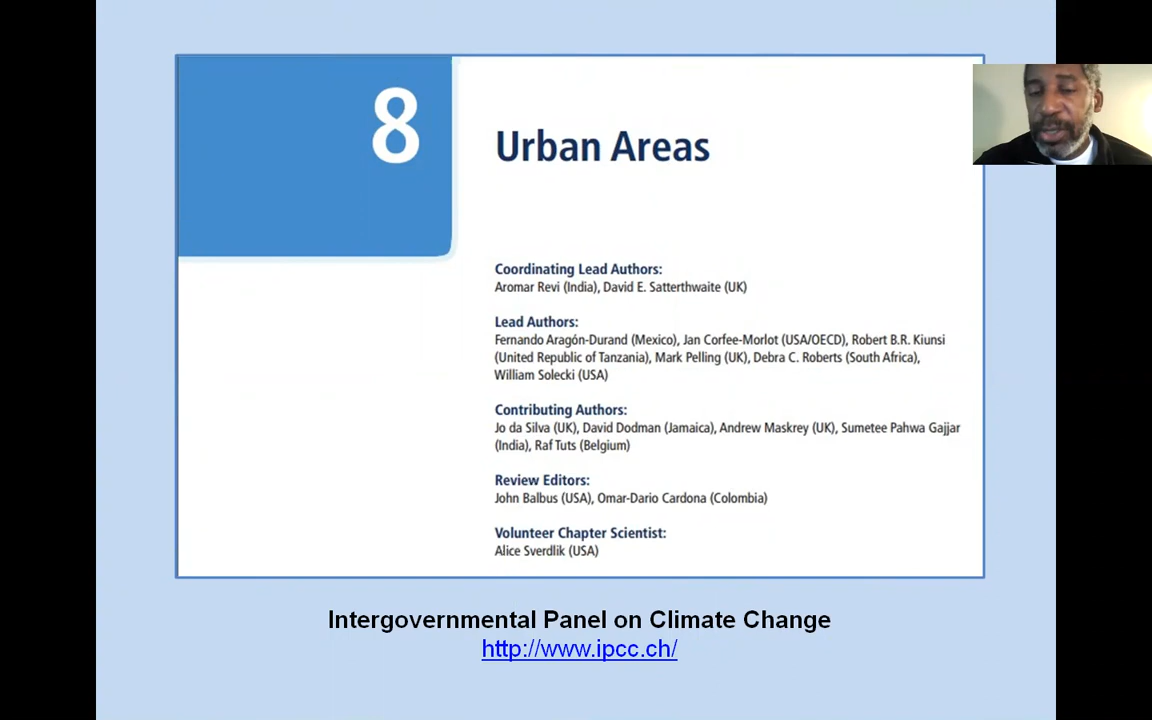 8
Urban Areas
Coordinating Lead Authors:
Aromar Revi (India), David E. Satterthwaite (UK)
Lead Authors:
Fernando Aragón-Durand (Mexico), Jan Corfee-Morlot (USA/OECD), Robert B.R. Kiunsi
(United Republic of Tanzania), Mark Pelling (UK), Debra C. Roberts (South Africa),
William Solecki (USA)
Contributing Authors:
Jo da Silva (UK), David Dodman (Jamaica), Andrew Maskrey (UK), Sumetee Pahwa Gajjar
(India), Raf Tuts (Belgium)
Review Editors:
John Balbus (USA), Omar-Dario Cardona (Colombia)
Volunteer Chapter Scientist:
Alice Sverdlik (USA)
Intergovernmental Panel on Climate Change
http://www.ipcc.ch/